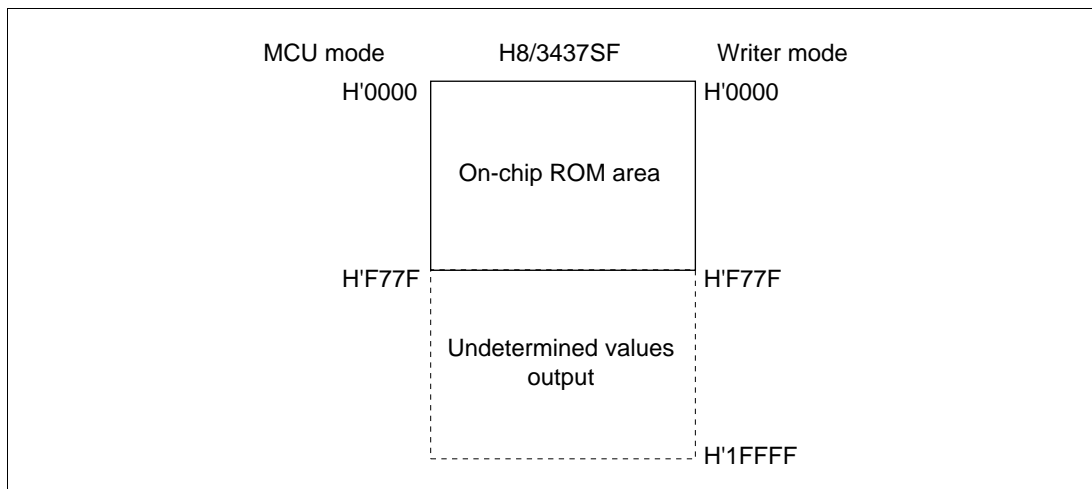 MCU mode H8/3437SF Writer mode
H'0000 H'0000
On-chip ROM area
H'F77F H'F77F
Undetermined values
output
H'1FFFF